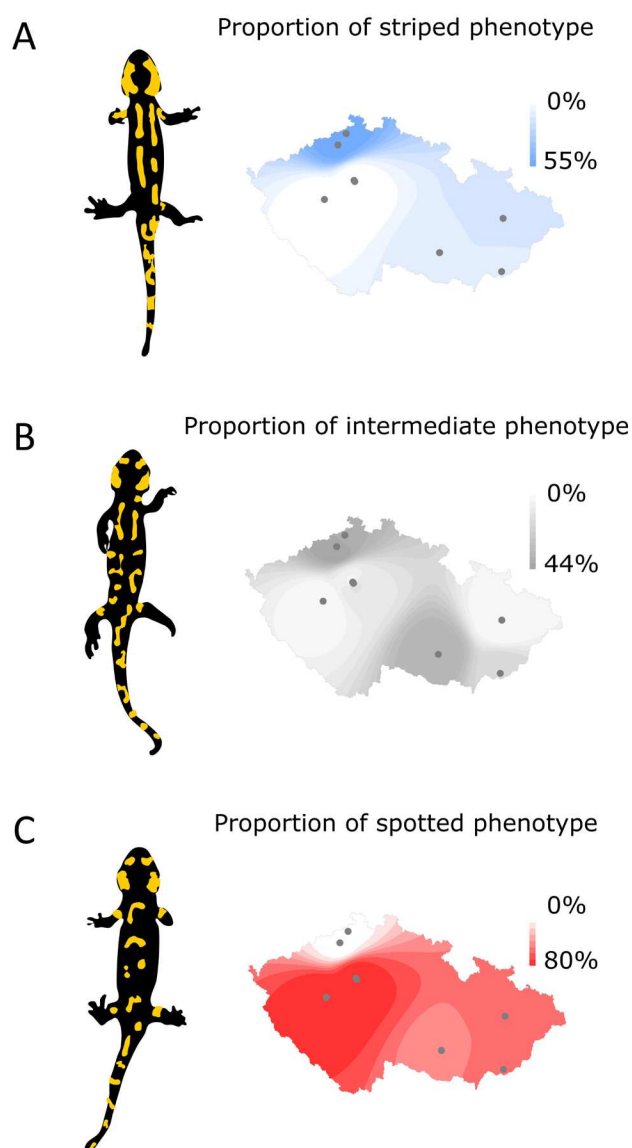 A
Proportion of striped phenotype
0%
55%
B
Proportion of intermediate phenotype
0%
44%
C
Proportion of spotted phenotype
0%
80%